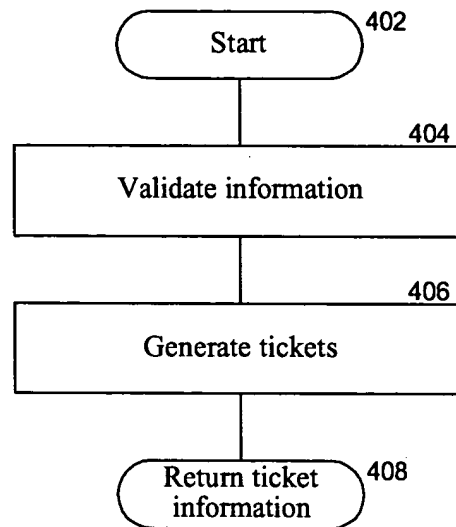 Start
402
404
Validate information
406
Generate tickets
Return ticket
information
408